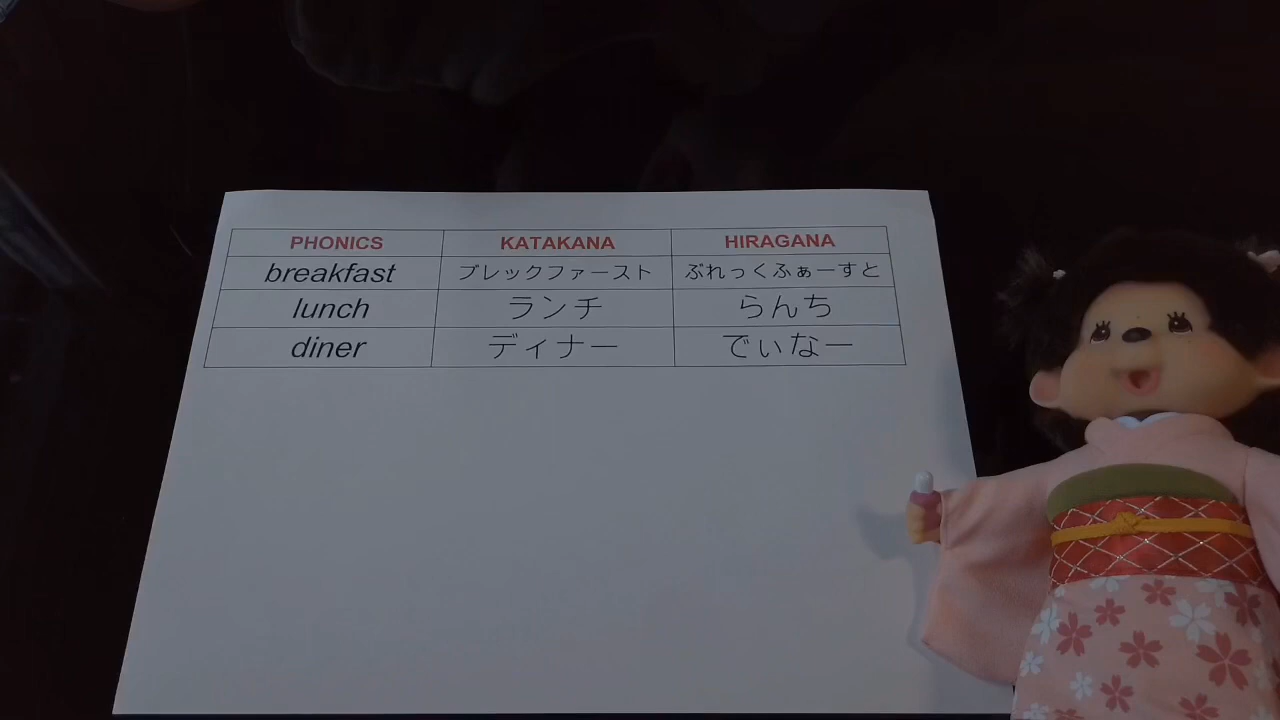 PHONICS KATAKANA HIRAGANA
breakfast ブレックファースト ぶれっくふぁーすと
lunch ランチ らんち
diner ディナー でぃなー